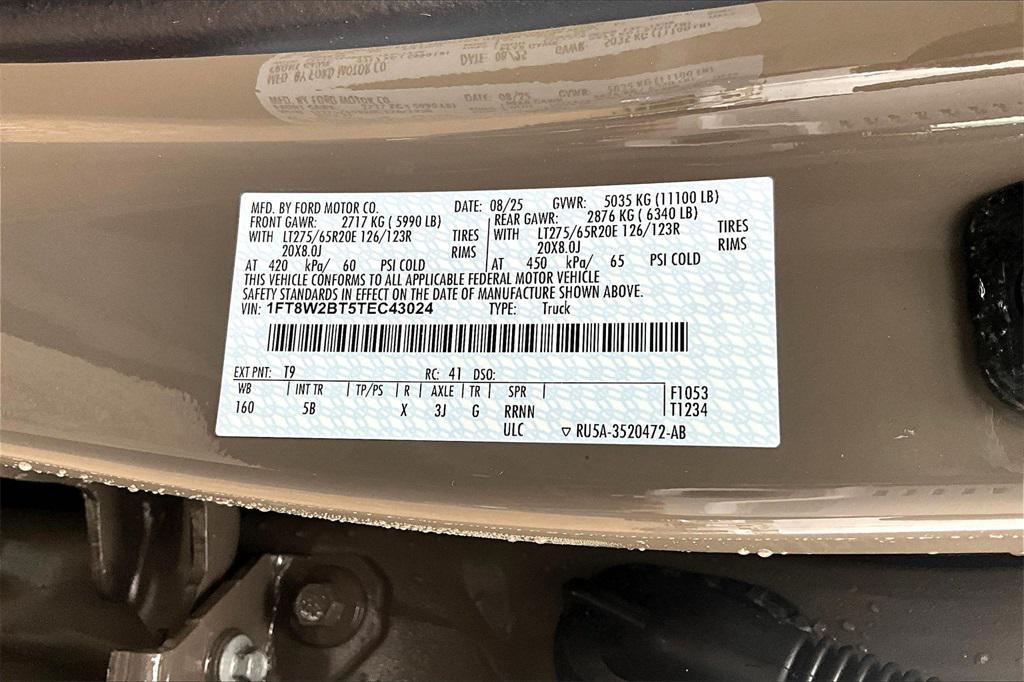 MFD. BY FORD MOTOR CO. DATE: 08/25 GVWR: 5035 KG (11100 LB)
FRONT GAWR: 2717 KG ( 5990 LB) REAR GAWR: 2876 KG ( 6340 LB)
WITH LT275/65R20E 126/123R TIRES WITH LT275/65R20E 126/123R TIRES
20X8.0J RIMS 20X8.0J RIMS
AT 420 kPa/ 60 PSI COLD AT 450 kPa/ 65 PSI COLD
THIS VEHICLE CONFORMS TO ALL APPLICABLE FEDERAL MOTOR VEHICLE
SAFETY STANDARDS IN EFFECT ON THE DATE OF MANUFACTURE SHOWN ABOVE.
VIN: 1FT8W2BT5TEC43024 TYPE: Truck
EXT PNT: T9 RC: 41 DSO:
WB INT TR TP/PS R AXLE TR SPR F1053
160 5B X 3J G RRNN T1234
ULC ▽ RU5A-3520472-AB